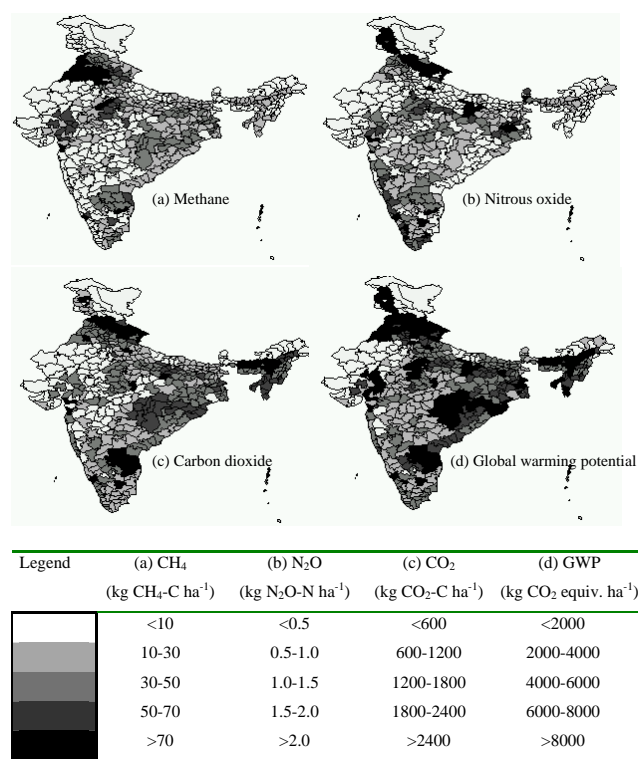 (a) Methane
(b) Nitrous oxide
(c) Carbon dioxide
(d) Global warming potential
Legend (a) CH₄ (b) N₂O (c) CO₂ (d) GWP
(kg CH₄-C ha⁻¹) (kg N₂O-N ha⁻¹) (kg CO₂-C ha⁻¹) (kg CO₂ equiv. ha⁻¹)
<10 <0.5 <600 <2000
10-30 0.5-1.0 600-1200 2000-4000
30-50 1.0-1.5 1200-1800 4000-6000
50-70 1.5-2.0 1800-2400 6000-8000
>70 >2.0 >2400 >8000